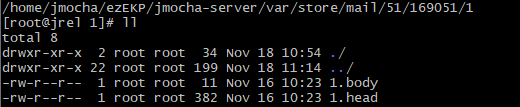 /home/jmocha/ezEKP/jmocha-server/var/store/mail/51/169051/1
[root@jrel 1]# ll
total 8
drwxr-xr-x  2 root root  34 Nov 18 10:54 ./
drwxr-xr-x 22 root root 199 Nov 18 11:14 ../
-rw-r--r--  1 root root  11 Nov 16 10:23 1.body
-rw-r--r--  1 root root 382 Nov 16 10:23 1.head